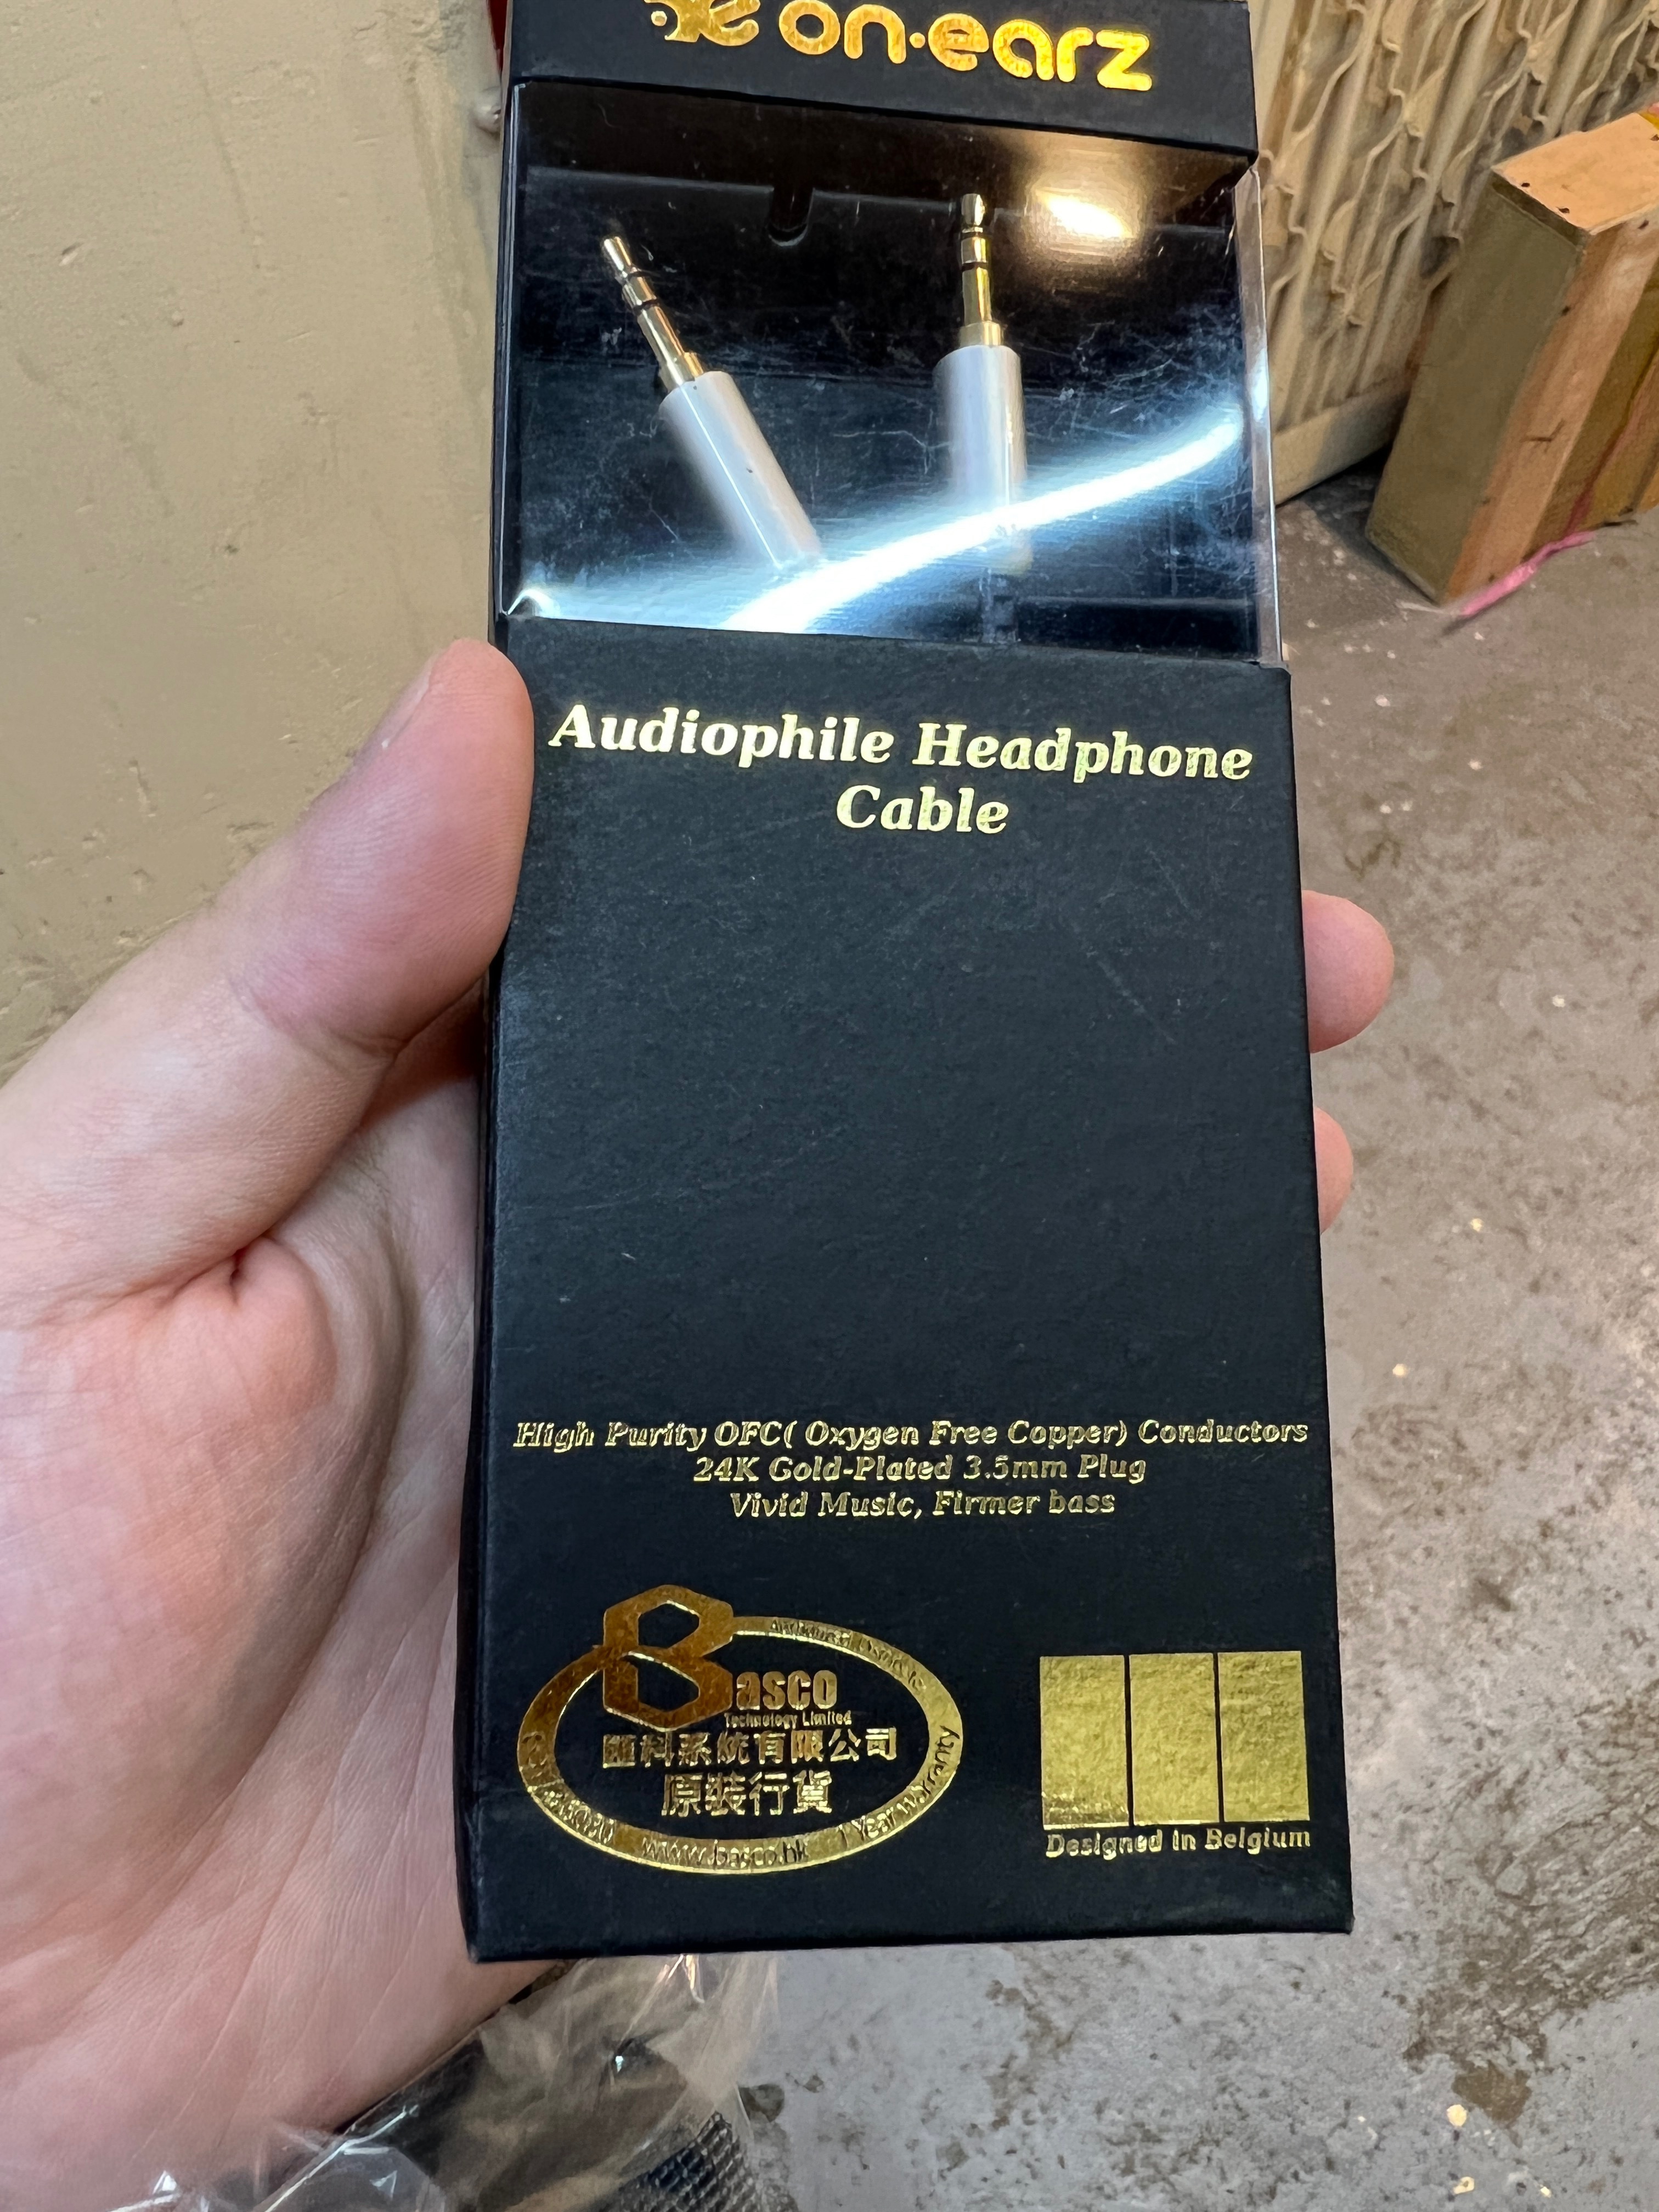 on·earz
Audiophile Headphone
Cable
High Purity OFC( Oxygen Free Copper) Conductors
24K Gold-Plated 3.5mm Plug
Vivid Music, Firmer bass
Basco
Technology Limited
匯科系統有限公司
原裝行貨
www.basco.hk
1 Year Warranty
Designed in Belgium